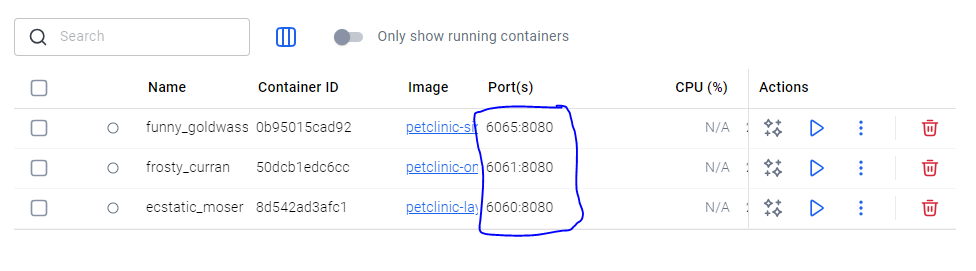 Search
Only show running containers
Name Container ID Image Port(s) CPU (%) Actions
funny_goldwass 0b95015cad92 petclinic-si 6065:8080 N/A
frosty_curran 50dcb1edc6cc petclinic-on 6061:8080 N/A
ecstatic_moser 8d542ad3afc1 petclinic-lay 6060:8080 N/A